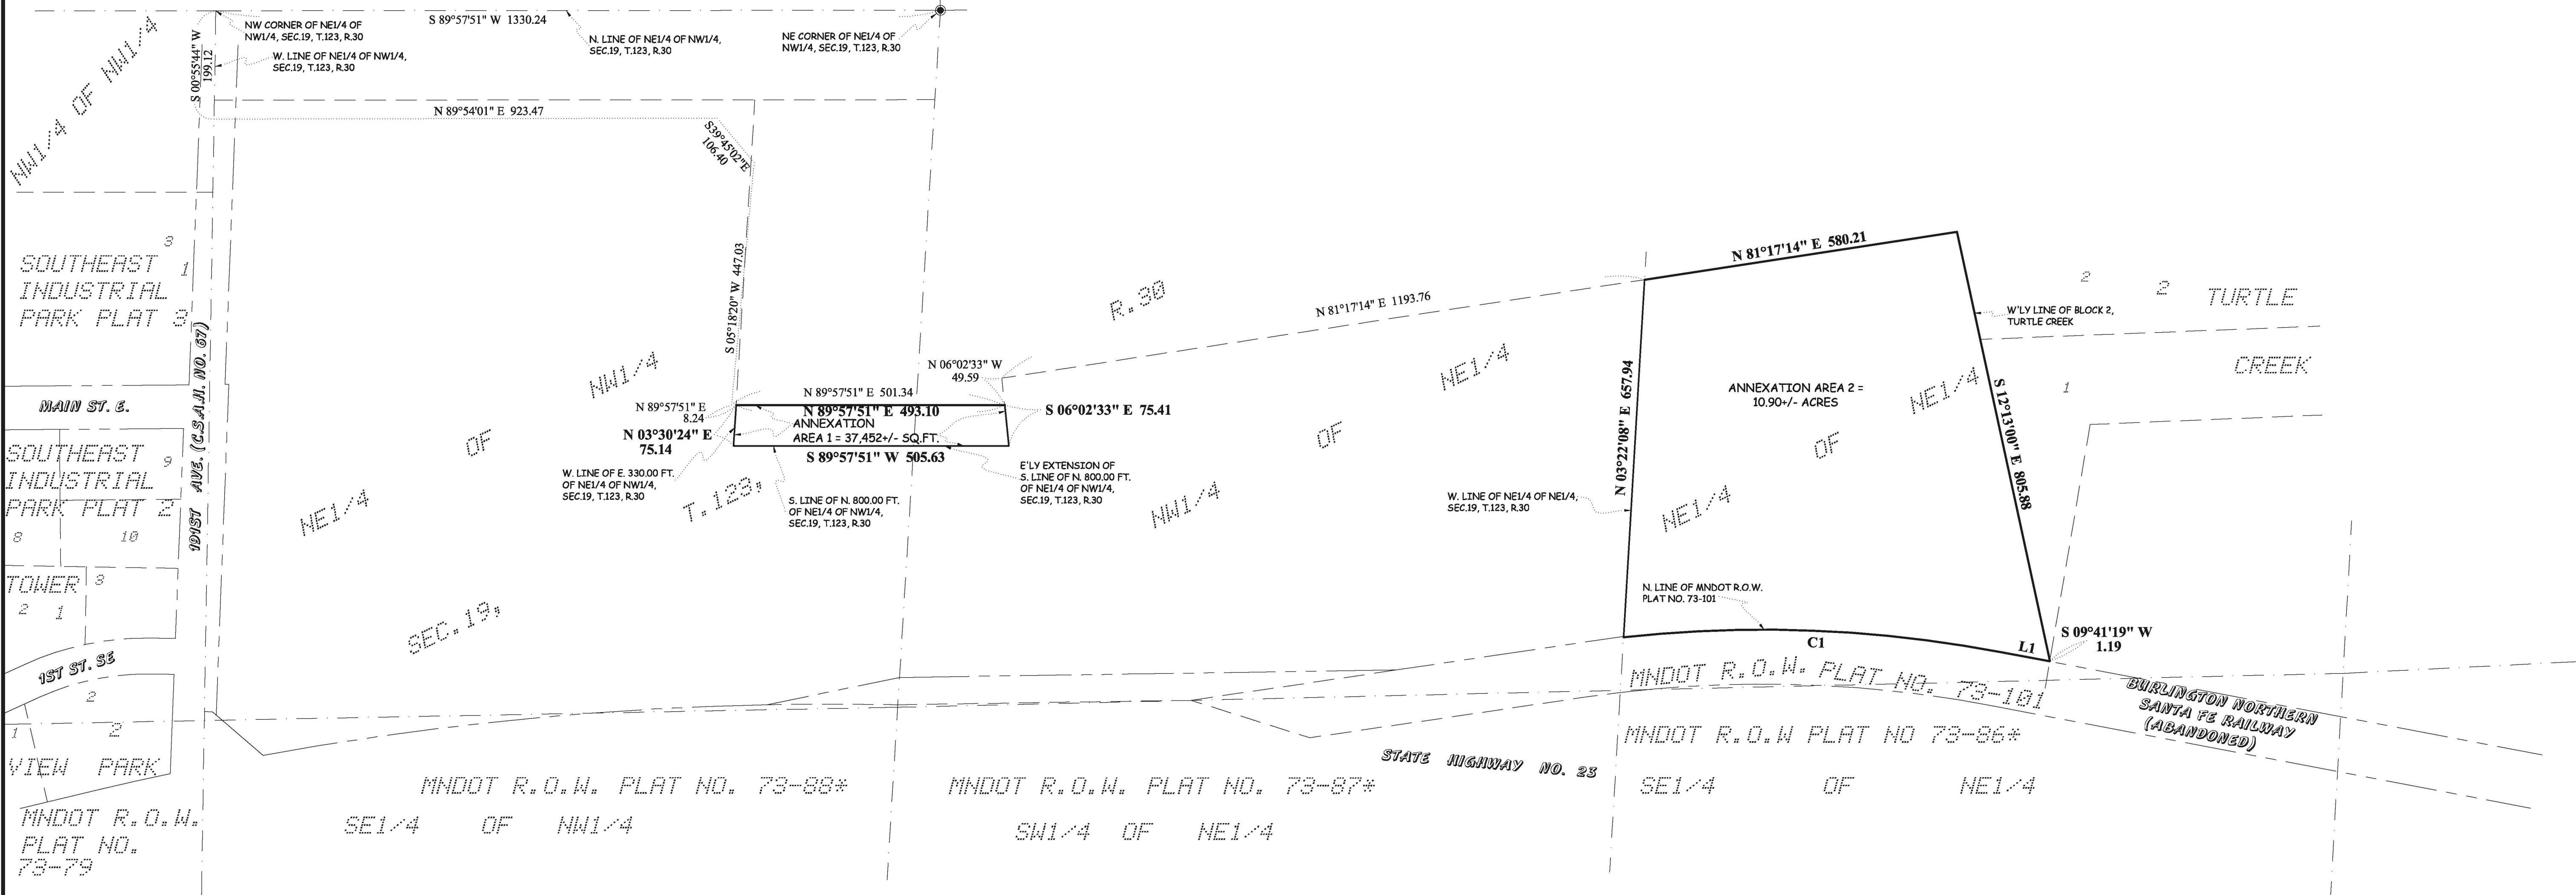 S 89°57'51" W 1330.24
NW CORNER OF NE1/4 OF
NW1/4, SEC.19, T.123, R.30
N. LINE OF NE1/4 OF NW1/4,
SEC.19, T.123, R.30
NE CORNER OF NE1/4 OF
NW1/4, SEC.19, T.123, R.30
W. LINE OF NE1/4 OF NW1/4,
SEC.19, T.123, R.30
S 00°55'44" W
199.12
NW1/4 OF NW1/4
N 89°54'01" E 923.47
S39°45'02"E
106.40
S 05°18'20" W 447.03
3
SOUTHEAST 1
INDUSTRIAL
PARK PLAT 3
101ST AVE. (C.S.A.H. NO. 67)
MAIN ST. E.
SOUTHEAST
INDUSTRIAL
PARK PLAT 2
9
8
10
TOWER
3
2 1
1ST ST. SE
2
2
1
VIEW PARK
MNDOT R.O.W.
PLAT NO.
73-79
NE1/4
OF
NW1/4
SEC.19,
T.123,
R.30
N 89°57'51" E
8.24
N 03°30'24" E
75.14
N 89°57'51" E 501.34
N 89°57'51" E 493.10
ANNEXATION
AREA 1 = 37,452+/- SQ.FT.
S 89°57'51" W 505.63
N 06°02'33" W
49.59
S 06°02'33" E 75.41
W. LINE OF E. 330.00 FT.
OF NE1/4 OF NW1/4,
SEC.19, T.123, R.30
S. LINE OF N. 800.00 FT.
OF NE1/4 OF NW1/4,
SEC.19, T.123, R.30
E'LY EXTENSION OF
S. LINE OF N. 800.00 FT.
OF NE1/4 OF NW1/4,
SEC.19, T.123, R.30
NW1/4
OF
NE1/4
N 81°17'14" E 1193.76
N 81°17'14" E 580.21
N 03°22'08" E 657.94
W. LINE OF NE1/4 OF NE1/4,
SEC.19, T.123, R.30
ANNEXATION AREA 2 =
10.90+/- ACRES
NE1/4
OF
NE1/4
S 12°13'00" E 805.88
W'LY LINE OF BLOCK 2,
TURTLE CREEK
2
2 TURTLE
CREEK
1
N. LINE OF MNDOT R.O.W.
PLAT NO. 73-101
C1
L1
S 09°41'19" W
1.19
MNDOT R.O.W. PLAT NO. 73-101
BURLINGTON NORTHERN
SANTA FE RAILWAY
(ABANDONED)
MNDOT R.O.W PLAT NO 73-86*
STATE HIGHWAY NO. 23
MNDOT R.O.W. PLAT NO. 73-88*
MNDOT R.O.W. PLAT NO. 73-87*
SE1/4 OF NW1/4
SW1/4 OF NE1/4
SE1/4 OF NE1/4